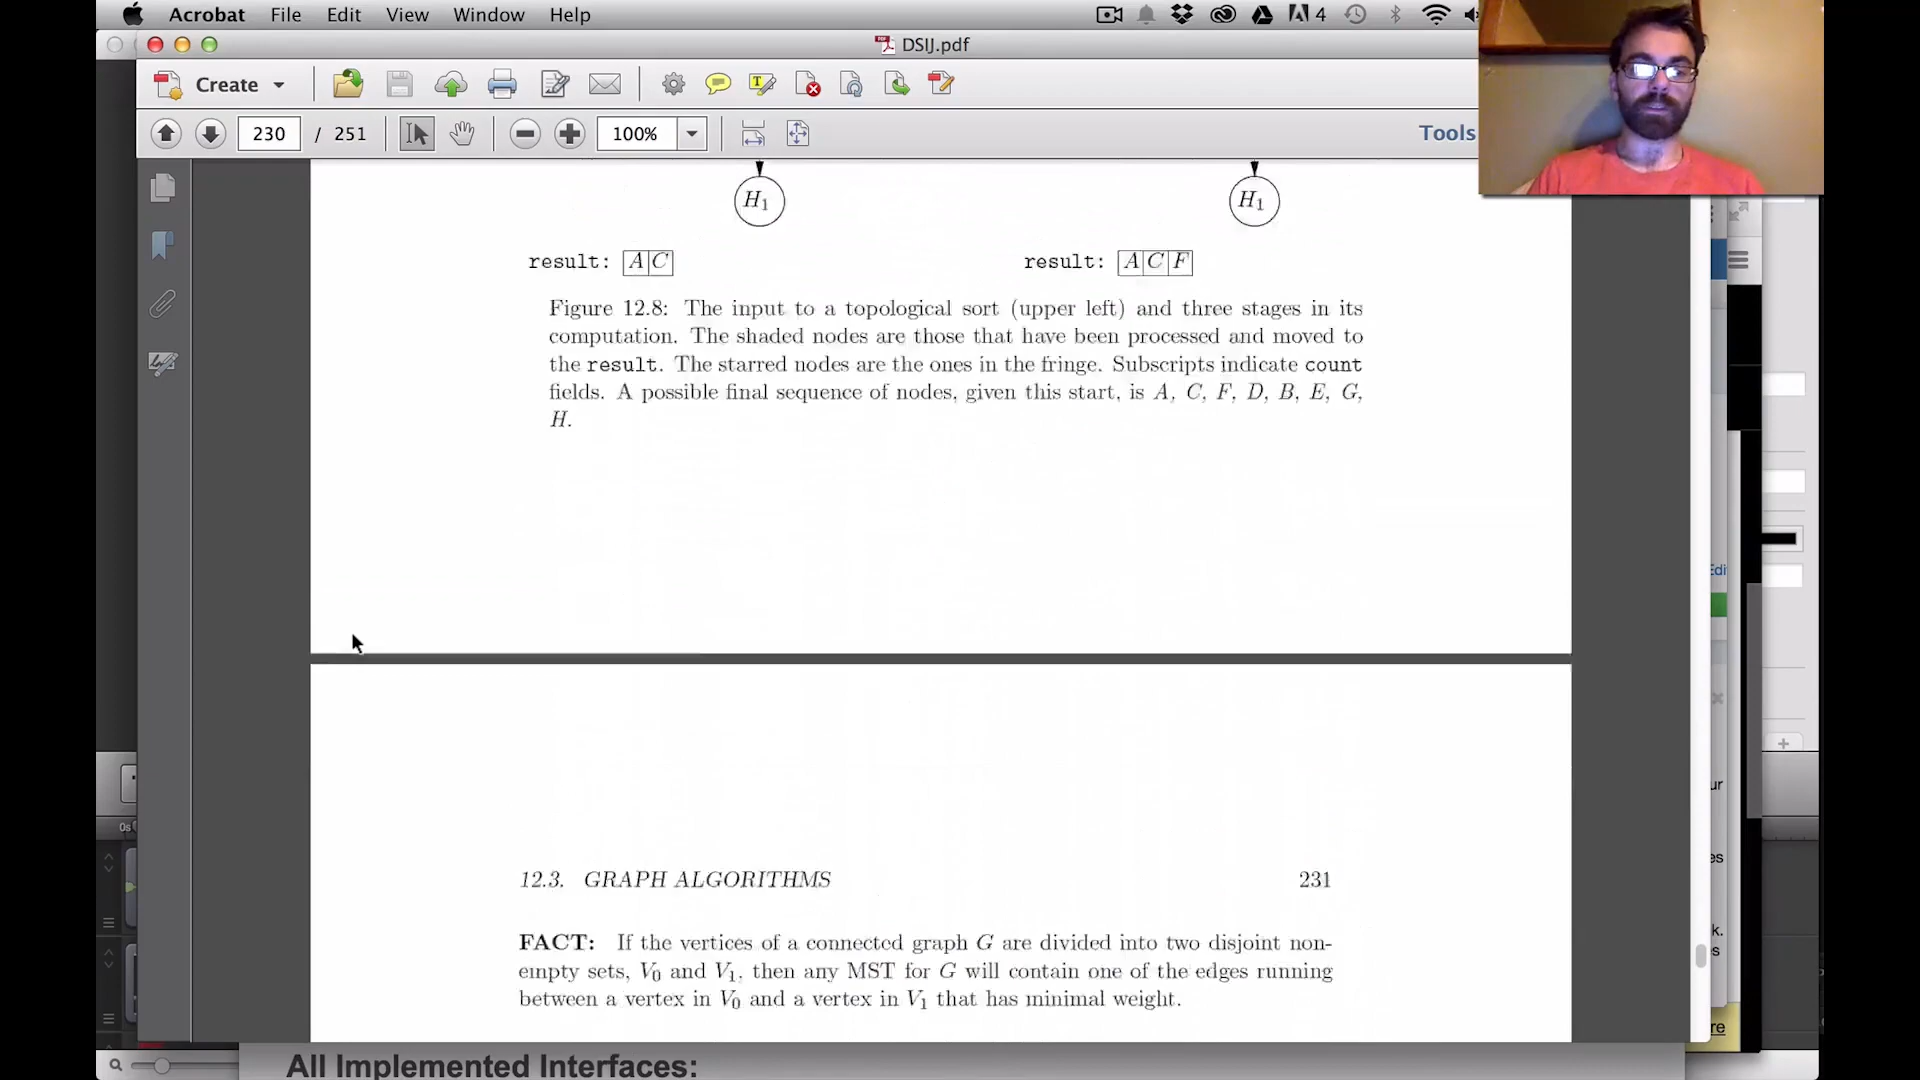 Acrobat File Edit View Window Help 4
DSIJ.pdf
Create
230 / 251 100% Tools
H1 H1
result: A C result: A C F
Figure 12.8: The input to a topological sort (upper left) and three stages in its
computation. The shaded nodes are those that have been processed and moved to
the result. The starred nodes are the ones in the fringe. Subscripts indicate count
fields. A possible final sequence of nodes, given this start, is A, C, F, D, B, E, G,
H.
Edi
ur
0s
es
12.3. GRAPH ALGORITHMS 231
k.
FACT: If the vertices of a connected graph G are divided into two disjoint non-
s
empty sets, V0 and V1, then any MST for G will contain one of the edges running
between a vertex in V0 and a vertex in V1 that has minimal weight.
re
All Implemented Interfaces: